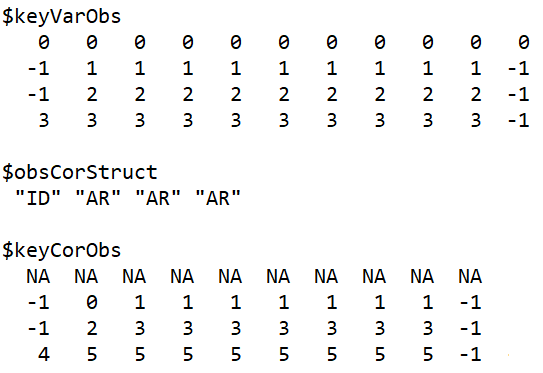 $keyVarObs
0 0 0 0 0 0 0 0 0 0 0
-1 1 1 1 1 1 1 1 1 1 -1
-1 2 2 2 2 2 2 2 2 2 -1
3 3 3 3 3 3 3 3 3 3 -1
$obsCorStruct
"ID" "AR" "AR" "AR"
$keyCorObs
NA NA NA NA NA NA NA NA NA NA
-1 0 1 1 1 1 1 1 1 -1
-1 2 3 3 3 3 3 3 3 -1
4 5 5 5 5 5 5 5 5 -1